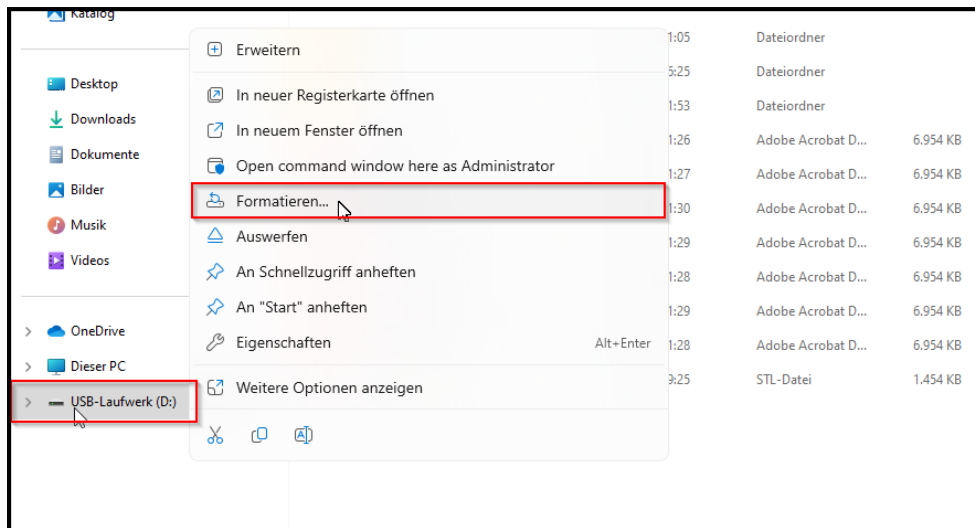 Katalog
Desktop
Downloads
Dokumente
Bilder
Musik
Videos
OneDrive
Dieser PC
USB-Laufwerk (D:)
Erweitern
In neuer Registerkarte öffnen
In neuem Fenster öffnen
Open command window here as Administrator
Formatieren...
Auswerfen
An Schnellzugriff anheften
An "Start" anheften
Eigenschaften Alt+Enter
Weitere Optionen anzeigen
1:05 Dateiordner
5:25 Dateiordner
1:53 Dateiordner
1:26 Adobe Acrobat D... 6.954 KB
1:27 Adobe Acrobat D... 6.954 KB
1:30 Adobe Acrobat D... 6.954 KB
1:29 Adobe Acrobat D... 6.954 KB
1:28 Adobe Acrobat D... 6.954 KB
1:29 Adobe Acrobat D... 6.954 KB
1:28 Adobe Acrobat D... 6.954 KB
9:25 STL-Datei 1.454 KB